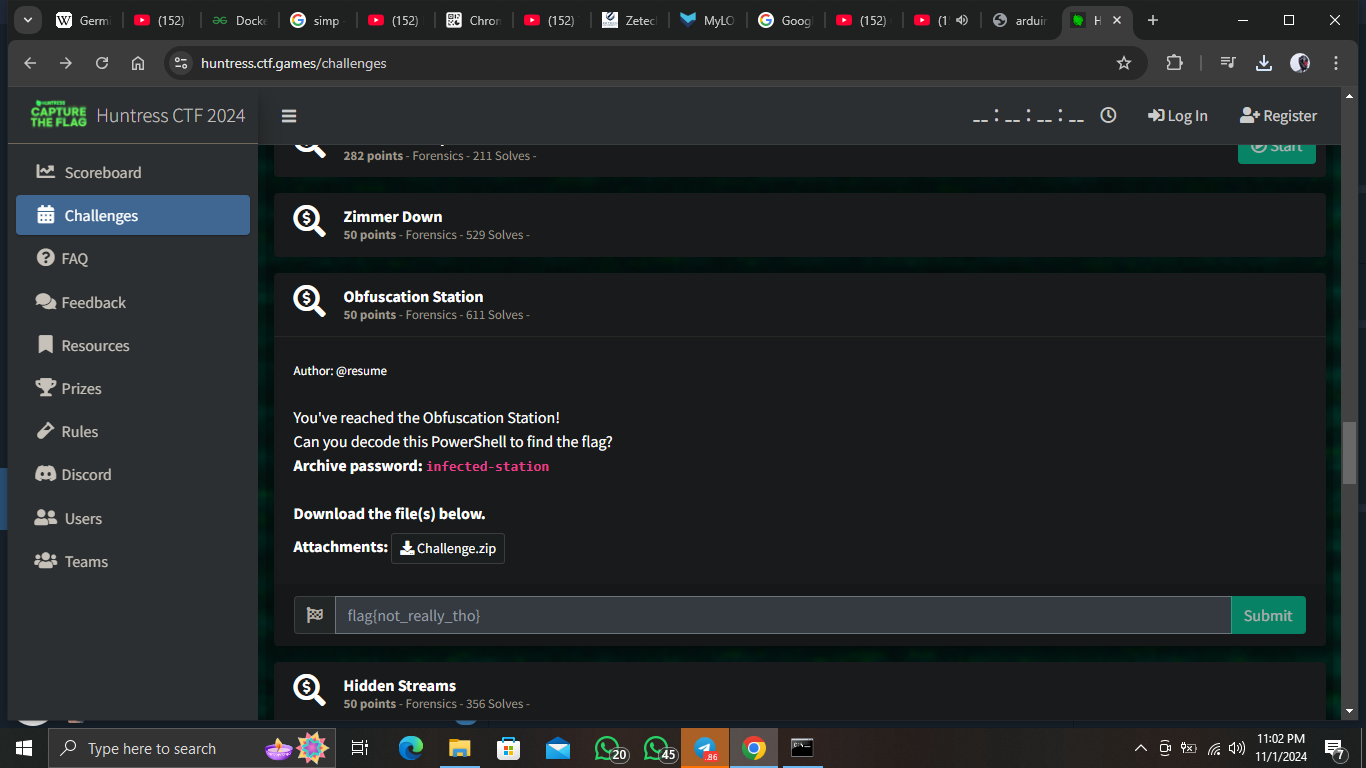 Germi
(152)
Docke
simp
(152)
Chron
(152)
Zetec
MyLO
Goog
(152)
(1
arduir
H
huntress.ctf.games/challenges
CAPTURE
THE FLAG
Huntress CTF 2024
__ : __ : __ : __
Log In
Register
282 points - Forensics - 211 Solves -
Start
Scoreboard
Challenges
FAQ
Feedback
Resources
Prizes
Rules
Discord
Users
Teams
Zimmer Down
50 points - Forensics - 529 Solves -
Obfuscation Station
50 points - Forensics - 611 Solves -
Author: @resume
You've reached the Obfuscation Station!
Can you decode this PowerShell to find the flag?
Archive password: infected-station
Download the file(s) below.
Attachments: Challenge.zip
flag{not_really_tho}
Submit
Hidden Streams
50 points - Forensics - 356 Solves -
Type here to search
20
45
.86
11:02 PM
11/1/2024
7